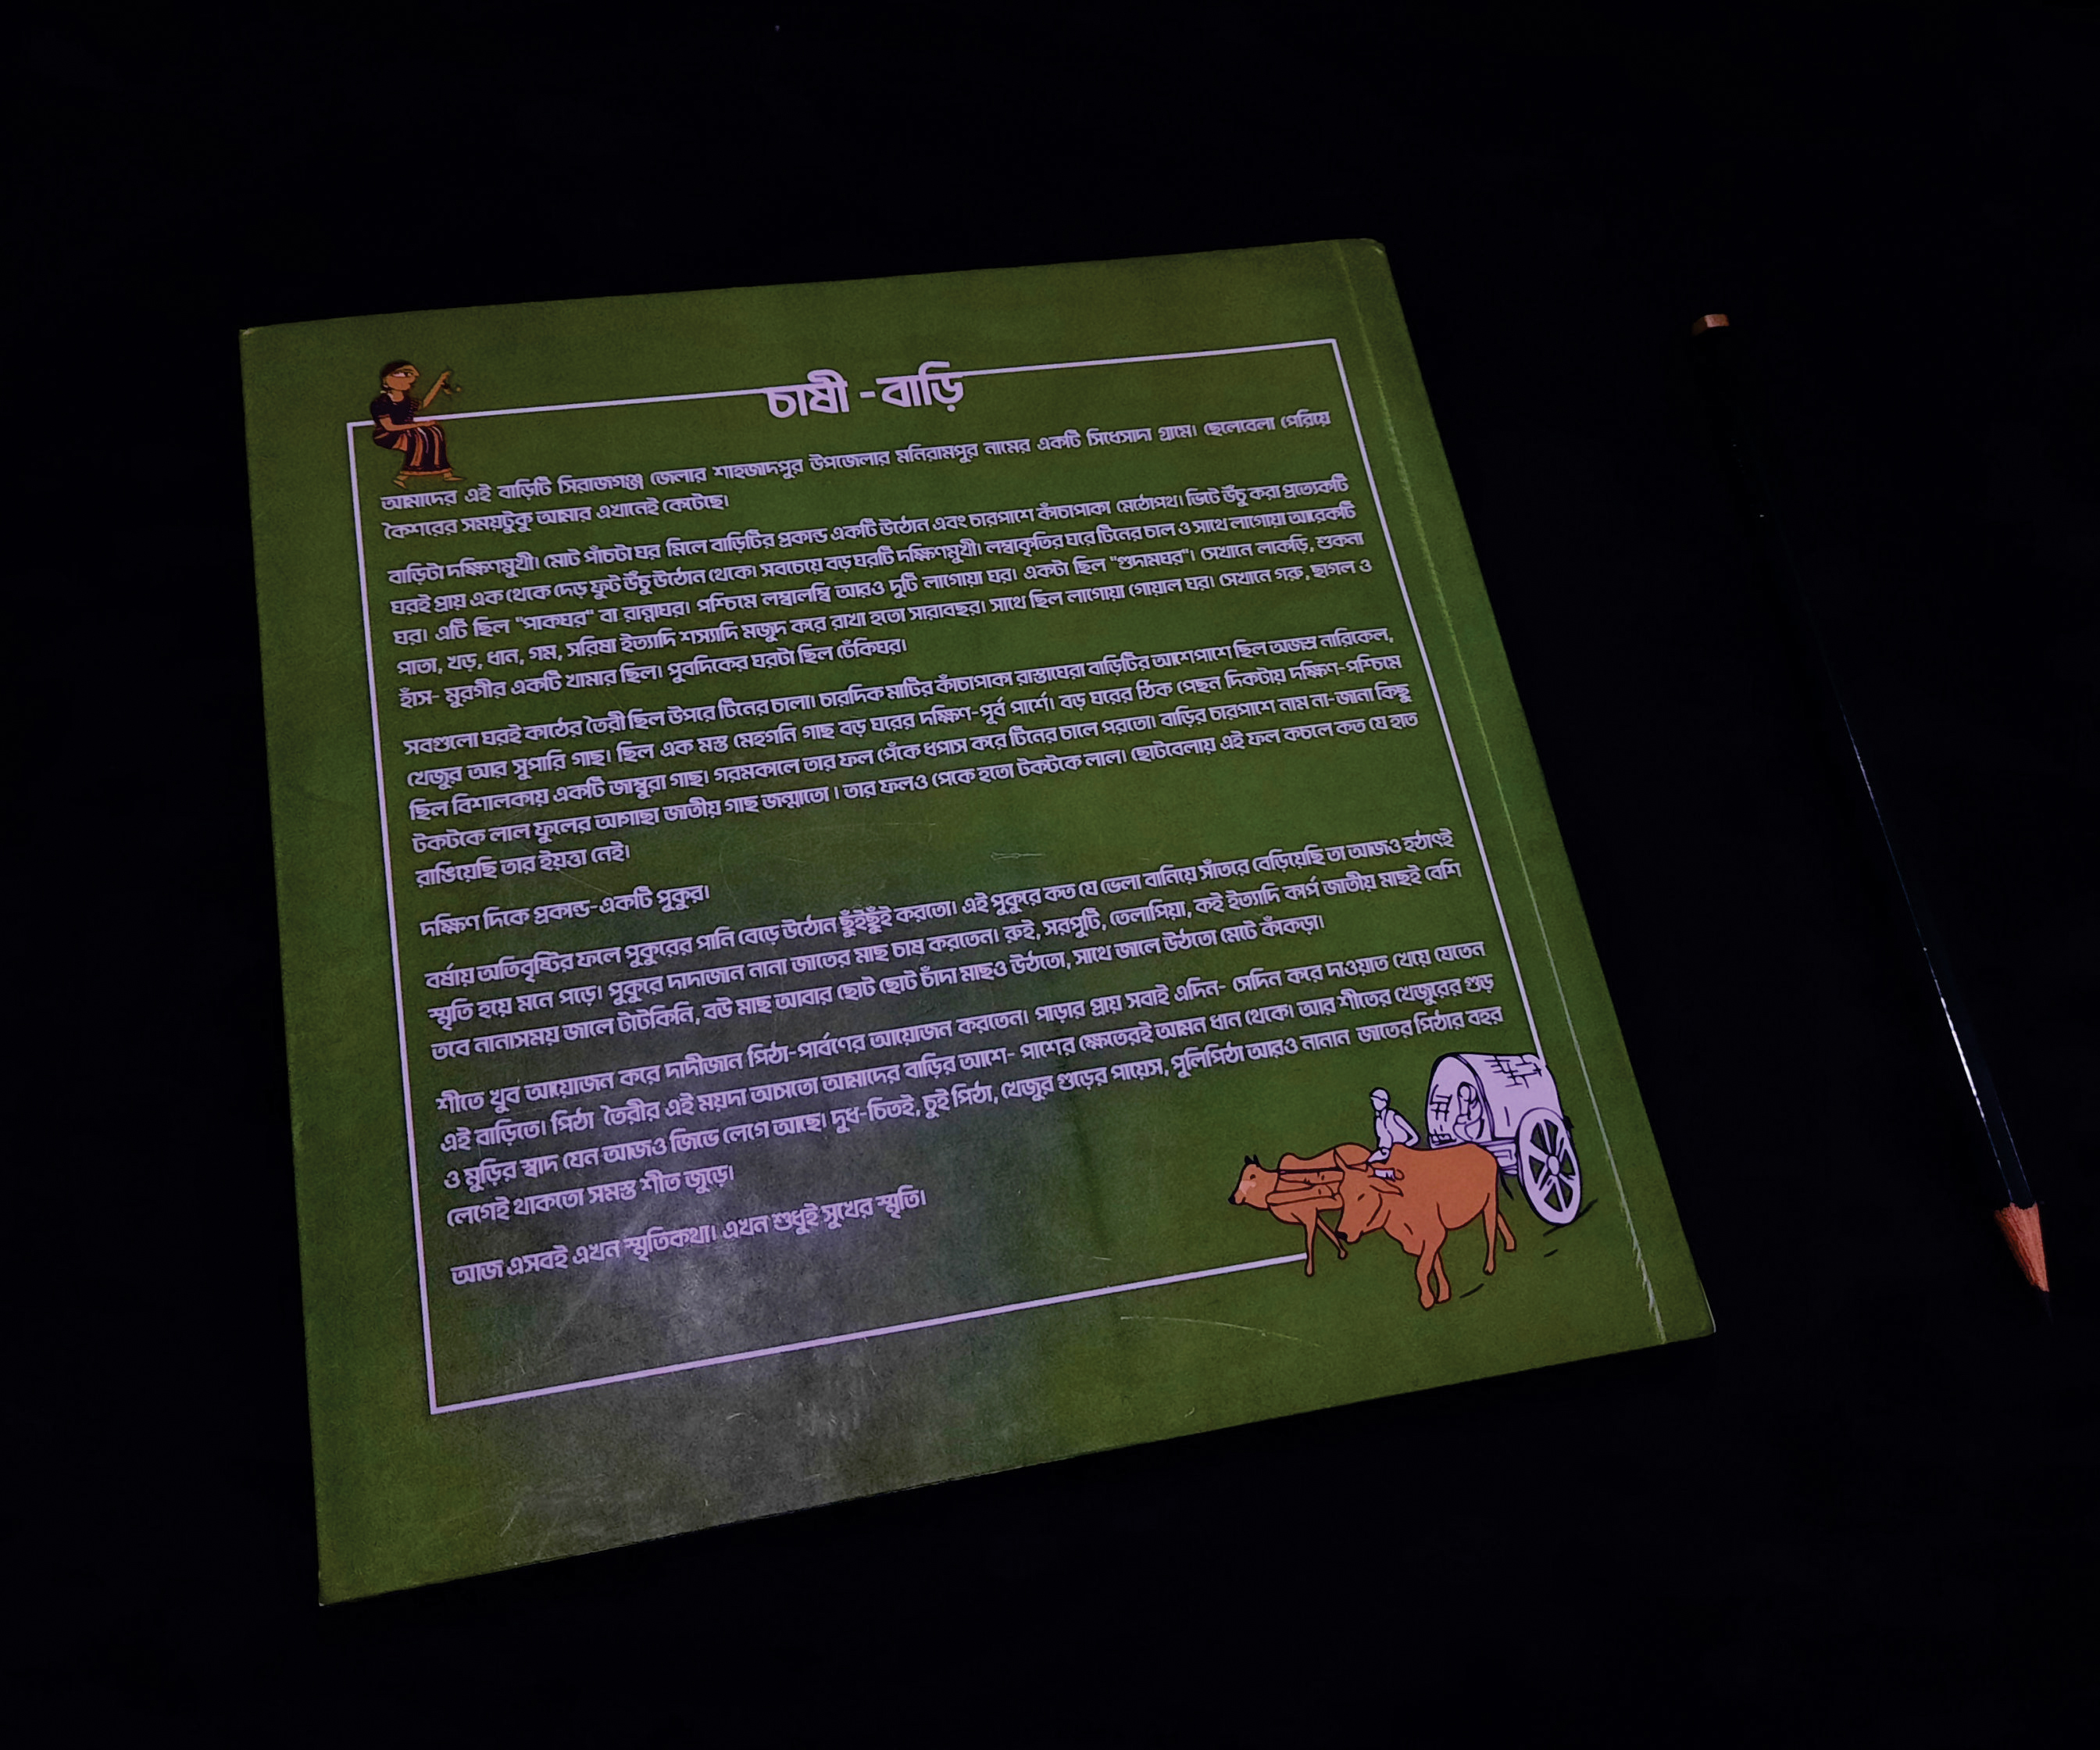 চাষী -বাড়ি
আমাদের এই বাড়িটি সিরাজগঞ্জ জেলার শাহজাদপুর উপজেলার মনিরামপুর নামের একটি সিধেসাদা গ্রামে। ছেলেবেলা পেরিয়ে
কৈশরের সময়টুকু আমার এখানেই কেটেছে।
বাড়িটা দক্ষিণমুখী। মোট পাঁচটা ঘর মিলে বাড়িটির প্রকান্ড একটি উঠোন এবং চারপাশে কাঁচাপাকা মেঠোপথ। ভিটে উঁচু করা প্রত্যেকটি
ঘরই প্রায় এক থেকে দেড় ফুট উঁচু উঠোন থেকে। সবচেয়ে বড় ঘরটি দক্ষিণমুখী। লম্বাকৃতির ঘরে টিনের চাল ও সাথে লাগোয়া আরেকটি
ঘর। এটি ছিল "পাকঘর" বা রান্নাঘর। পশ্চিমে লম্বালম্বি আরও দুটি লাগোয়া ঘর। একটা ছিল "গুদামঘর"। সেখানে লাকড়ি, শুকনা
পাতা, খড়, ধান, গম, সরিষা ইত্যাদি শস্যাদি মজুদ করে রাখা হতো সারাবছর। সাথে ছিল লাগোয়া গোয়াল ঘর। সেখানে গরু, ছাগল ও
হাঁস- মুরগীর একটি খামার ছিল। পুবদিকের ঘরটা ছিল ঢেঁকিঘর।
সবগুলো ঘরই কাঠের তৈরী ছিল উপরে টিনের চালা। চারদিক মাটির কাঁচাপাকা রাস্তাঘেরা বাড়িটির আশেপাশে ছিল অজস্র নারিকেল,
খেজুর আর সুপারি গাছ। ছিল এক মস্ত মেহগনি গাছ বড় ঘরের দক্ষিণ-পূর্ব পার্শে। বড় ঘরের ঠিক পেছন দিকটায় দক্ষিণ-পশ্চিমে
ছিল বিশালকায় একটি জাম্বুরা গাছ। গরমকালে তার ফল পেঁকে ধপাস করে টিনের চালে পরতো। বাড়ির চারপাশে নাম না- জানা কিছু
টকটকে লাল ফুলের আগাছা জাতীয় গাছ জন্মাতো । তার ফলও পেকে হতো টকটকে লাল। ছোটবেলায় এই ফল কচলে কত যে হাত
রাঙিয়েছি তার ইয়ত্তা নেই।
দক্ষিণ দিকে প্রকান্ড-একটি পুকুর।
বর্ষায় অতিবৃষ্টির ফলে পুকুরের পানি বেড়ে উঠোন ছুঁইছুঁই করতো। এই পুকুরে কত যে ভেলা বানিয়ে সাঁতরে বেড়িয়েছি তা আজও হঠাৎই
স্মৃতি হয়ে মনে পড়ে। পুকুরে দাদাজান নানা জাতের মাছ চাষ করতেন। রুই, সরপুটি, তেলাপিয়া, কই ইত্যাদি কার্প জাতীয় মাছই বেশি
তবে নানাসময় জালে টাটকিনি, বউ মাছ আবার ছোট ছোট চাঁদা মাছও উঠতো, সাথে জালে উঠতো মেটে কাঁকড়া।
শীতে খুব আয়োজন করে দাদীজান পিঠা-পার্বণের আয়োজন করতেন। পাড়ার প্রায় সবাই এদিন- সেদিন করে দাওয়াত খেয়ে যেতেন
এই বাড়িতে। পিঠা তৈরীর এই ময়দা আসতো আমাদের বাড়ির আশে- পাশের ক্ষেতেরই আমন ধান থেকে। আর শীতের খেজুরের গুড়
ও মুড়ির স্বাদ যেন আজও জিভে লেগে আছে। দুধ-চিতই, চুই পিঠা, খেজুর গুড়ের পায়েস, পুলিপিঠা আরও নানান জাতের পিঠার বহর
লেগেই থাকতো সমস্ত শীত জুড়ে।
আজ এসবই এখন স্মৃতিকথা। এখন শুধুই সুখের স্মৃতি।